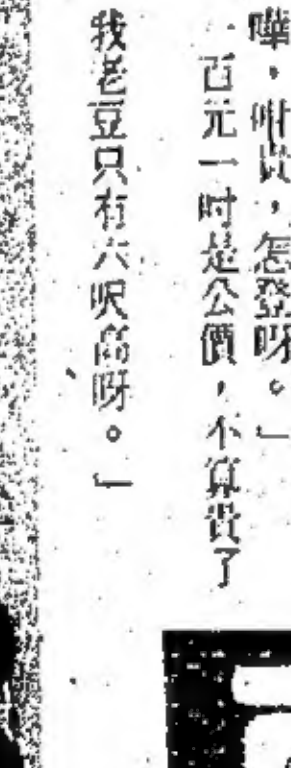 嘩，咁貴，怎登呀。」
一百元一吋是公價，不算貴了
我老豆只有六呎高呀。」